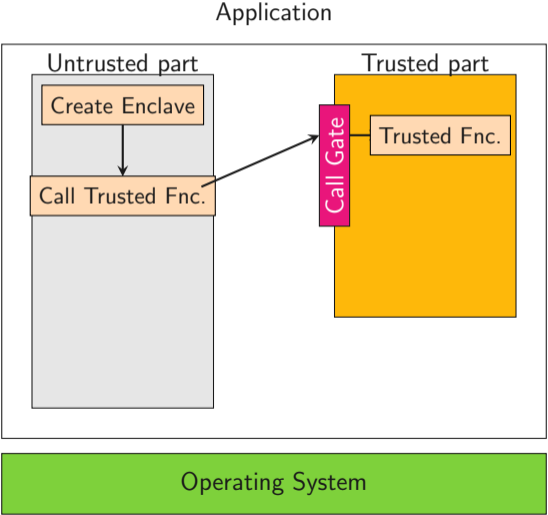 Application
Untrusted part
Trusted part
Create Enclave
Call Trusted Fnc.
Call Gate
Trusted Fnc.
Operating System